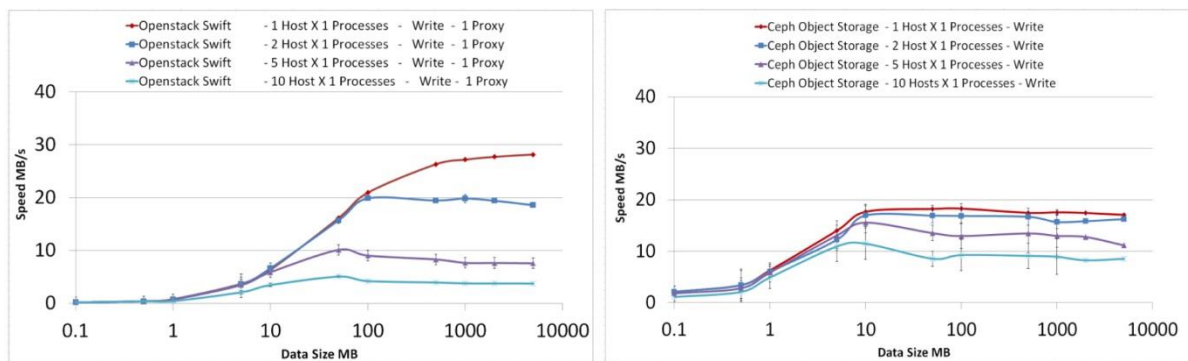 Openstack Swift - 1 Host X 1 Processes - Write - 1 Proxy
Openstack Swift - 2 Host X 1 Processes - Write - 1 Proxy
Openstack Swift - 5 Host X 1 Processes - Write - 1 Proxy
Openstack Swift - 10 Host X 1 Processes - Write - 1 Proxy
40
30
20
10
0
Speed MB/s
0.1 1 10 100 1000 10000
Data Size MB
Ceph Object Storage - 1 Host X 1 Processes - Write
Ceph Object Storage - 2 Host X 1 Processes - Write
Ceph Object Storage - 5 Host X 1 Processes - Write
Ceph Object Storage - 10 Hosts X 1 Processes - Write
40
30
20
10
0
Speed MB/s
0.1 1 10 100 1000 10000
Data Size MB